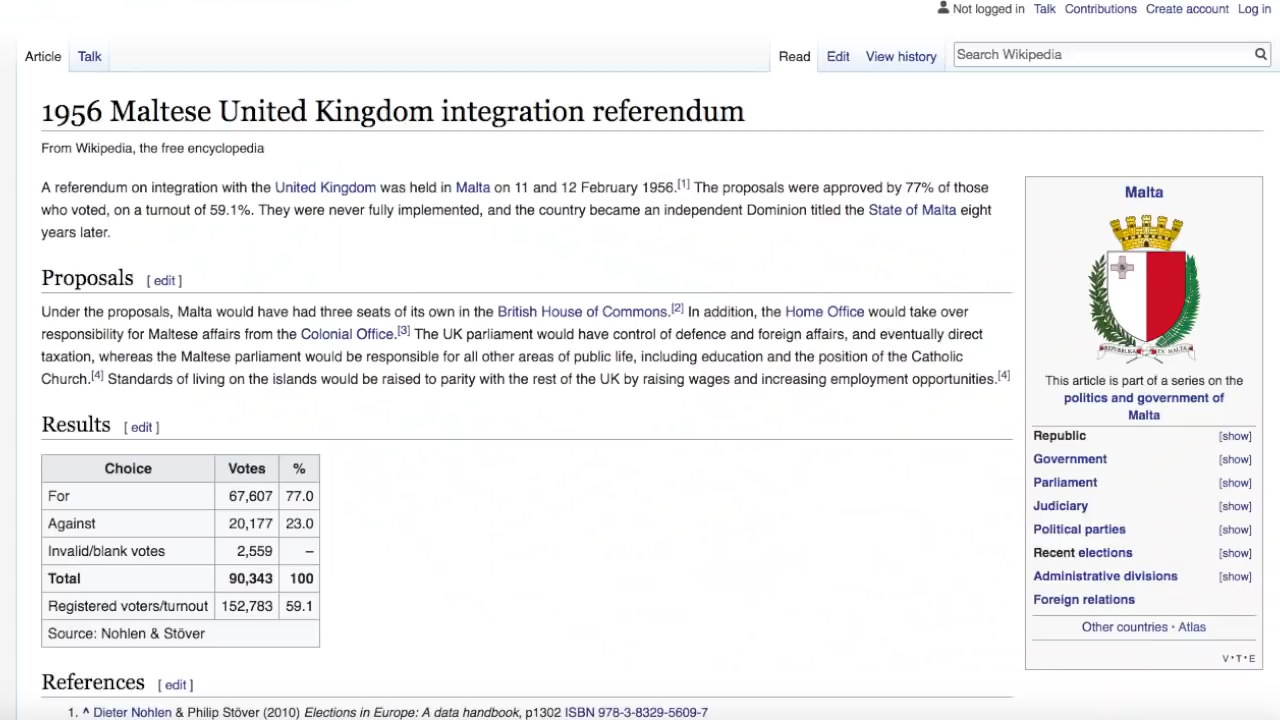 Not logged in Talk Contributions Create account Log in
Article Talk Read Edit View history Search Wikipedia
1956 Maltese United Kingdom integration referendum
From Wikipedia, the free encyclopedia
A referendum on integration with the United Kingdom was held in Malta on 11 and 12 February 1956.[1] The proposals were approved by 77% of those
who voted, on a turnout of 59.1%. They were never fully implemented, and the country became an independent Dominion titled the State of Malta eight
years later.
Proposals [ edit ]
Under the proposals, Malta would have had three seats of its own in the British House of Commons.[2] In addition, the Home Office would take over
responsibility for Maltese affairs from the Colonial Office.[3] The UK parliament would have control of defence and foreign affairs, and eventually direct
taxation, whereas the Maltese parliament would be responsible for all other areas of public life, including education and the position of the Catholic
Church.[4] Standards of living on the islands would be raised to parity with the rest of the UK by raising wages and increasing employment opportunities.[4]
Results [ edit ]
Choice Votes %
For 67,607 77.0
Against 20,177 23.0
Invalid/blank votes 2,559 –
Total 90,343 100
Registered voters/turnout 152,783 59.1
Source: Nohlen & Stöver
References [ edit ]
1. ^ Dieter Nohlen & Philip Stöver (2010) Elections in Europe: A data handbook, p1302 ISBN 978-3-8329-5609-7
Malta
REPUBBLIKA TA' MALTA
This article is part of a series on the
politics and government of
Malta
Republic [show]
Government [show]
Parliament [show]
Judiciary [show]
Political parties [show]
Recent elections [show]
Administrative divisions [show]
Foreign relations
Other countries · Atlas
V · T · E